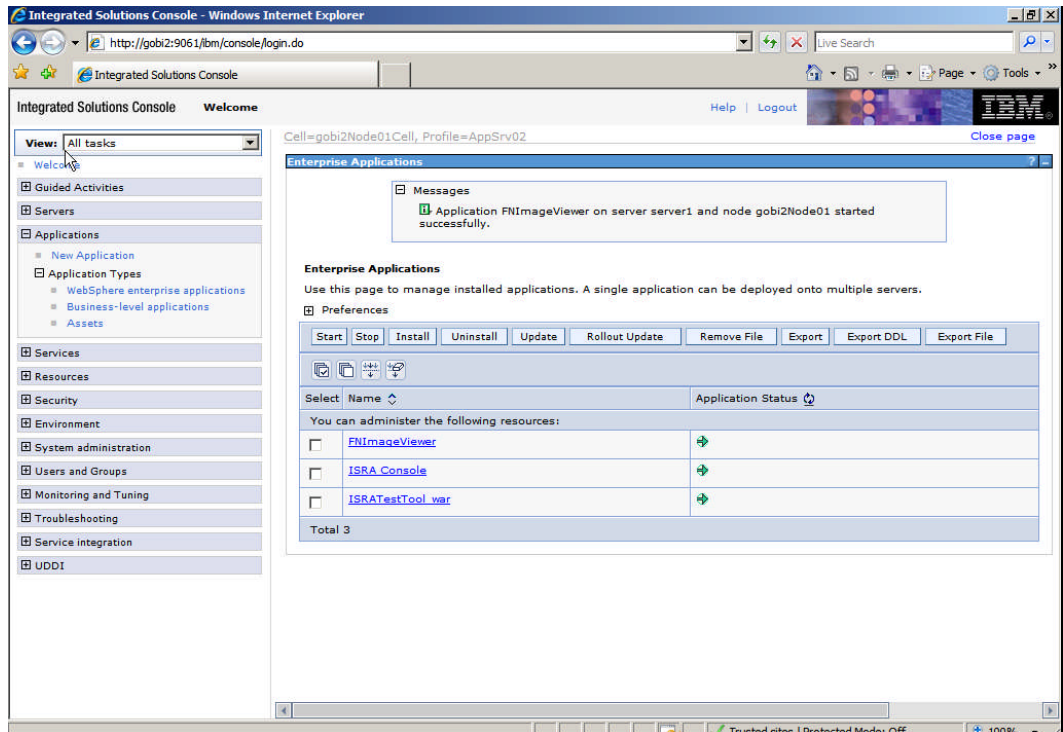 Integrated Solutions Console - Windows Internet Explorer
http://gobi2:9061/ibm/console/login.do
Live Search
Integrated Solutions Console
Page
Tools
Integrated Solutions Console Welcome
Help | Logout
IBM
View: All tasks
Welcome
Guided Activities
Servers
Applications
New Application
Application Types
WebSphere enterprise applications
Business-level applications
Assets
Services
Resources
Security
Environment
System administration
Users and Groups
Monitoring and Tuning
Troubleshooting
Service integration
UDDI
Cell=gobi2Node01Cell, Profile=AppSrv02
Close page
Enterprise Applications
Messages
Application FNImageViewer on server server1 and node gobi2Node01 started
successfully.
Enterprise Applications
Use this page to manage installed applications. A single application can be deployed onto multiple servers.
Preferences
Start Stop Install Uninstall Update Rollout Update Remove File Export Export DDL Export File
Select Name Application Status
You can administer the following resources:
FNImageViewer
ISRA Console
ISRATestTool war
Total 3
Trusted sites | Protected Mode: Off
100%